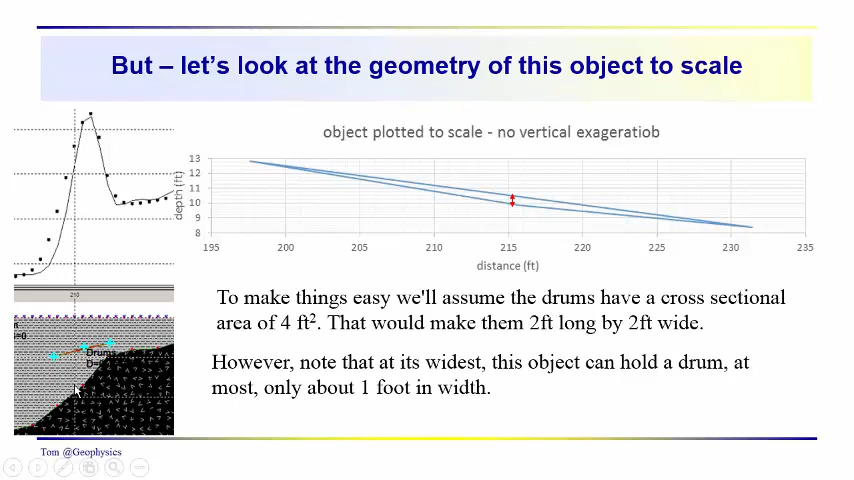 But – let's look at the geometry of this object to scale
object plotted to scale - no vertical exageratiob
13
12
11
10
9
8
depth (ft)
195 200 205 210 215 220 225 230 235
distance (ft)
210
=0
Drums
To make things easy we'll assume the drums have a cross sectional
area of 4 ft². That would make them 2ft long by 2ft wide.
However, note that at its widest, this object can hold a drum, at
most, only about 1 foot in width.
Tom @Geophysics